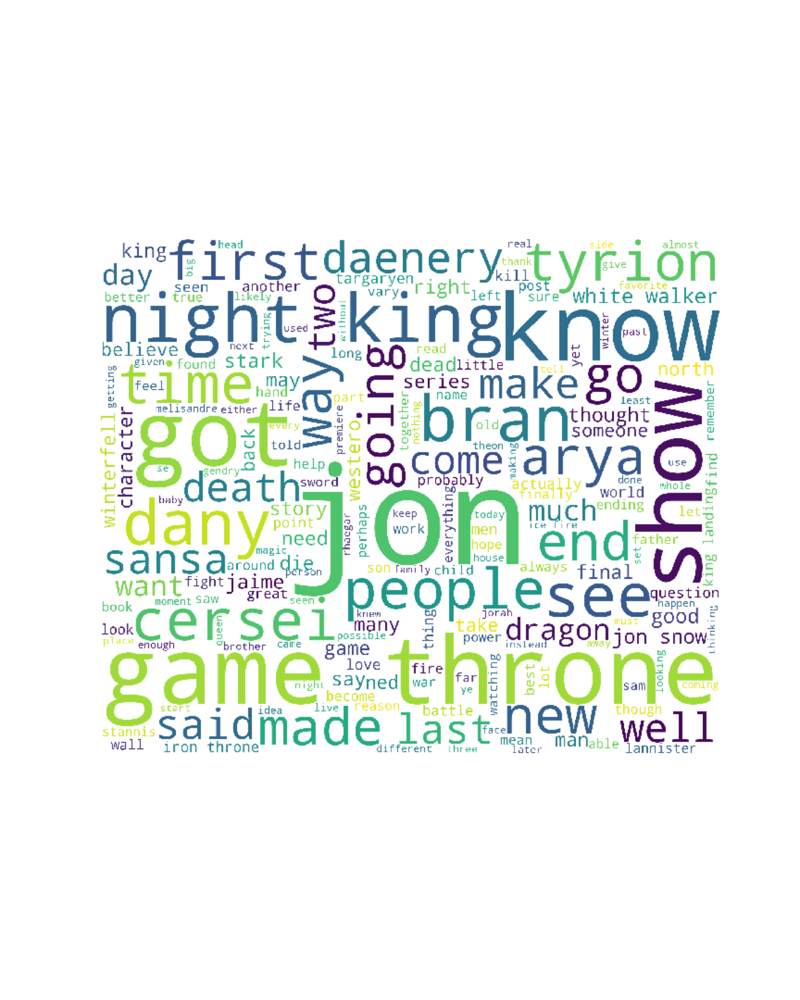 king first head daenery real tyrion side almost
big thank give
day seen another targaryen right kill post favorite
better true likely two vary left sure white walker
night king know
trying used without past winter
believe next way long going read yet
given found stark dead little tell go north
time feel may series make show
getting hand part name least remember
melisandre either life premiere together bran thought
winterfell character got every westero nothing old someone
back told theon
se gendry help come making arya use find
death sword probably actually done whole
baby finally world
dany story jon keep today much ending let
point rhaegar perhaps work everything men ice fire end father
need hope king landing
sansa magic house set
around die son family child always final
person
want fight jaime people see question
great
book moment saw seem happen
cersei queen knew jorah good thinking
look many thing take dragon must
place enough brother came possible power instead away jon snow
game
game throne
love fire far watching best lot looking
night say ned war ye sam coming
become
start idea live reason battle new though
stannis said made last face well
wall iron throne different three mean later man able lannister